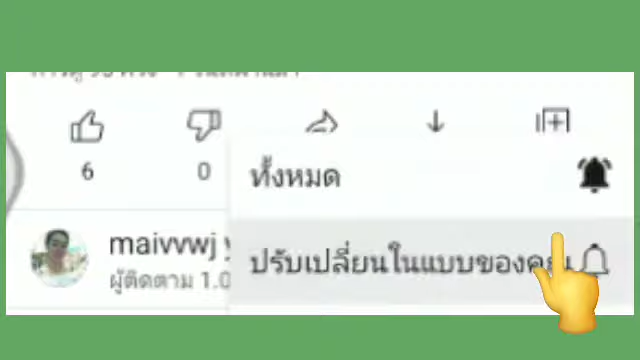 6
0
ทั้งหมด
maivvwj
ปรับเปลี่ยนในแบบของคุณ
ผู้ติดตาม 1.0